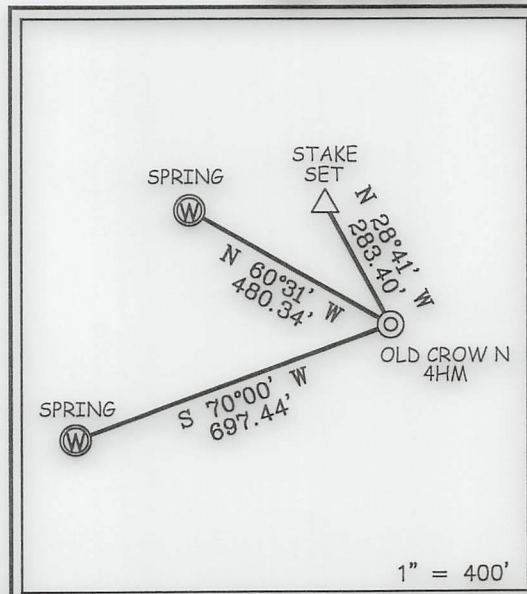 STAKE
SET
SPRING
W
N 28°41' W
283.40'
N 60°31' W
480.34'
OLD CROW N
4HM
S 70°00' W
697.44'
SPRING
W
1" = 400'